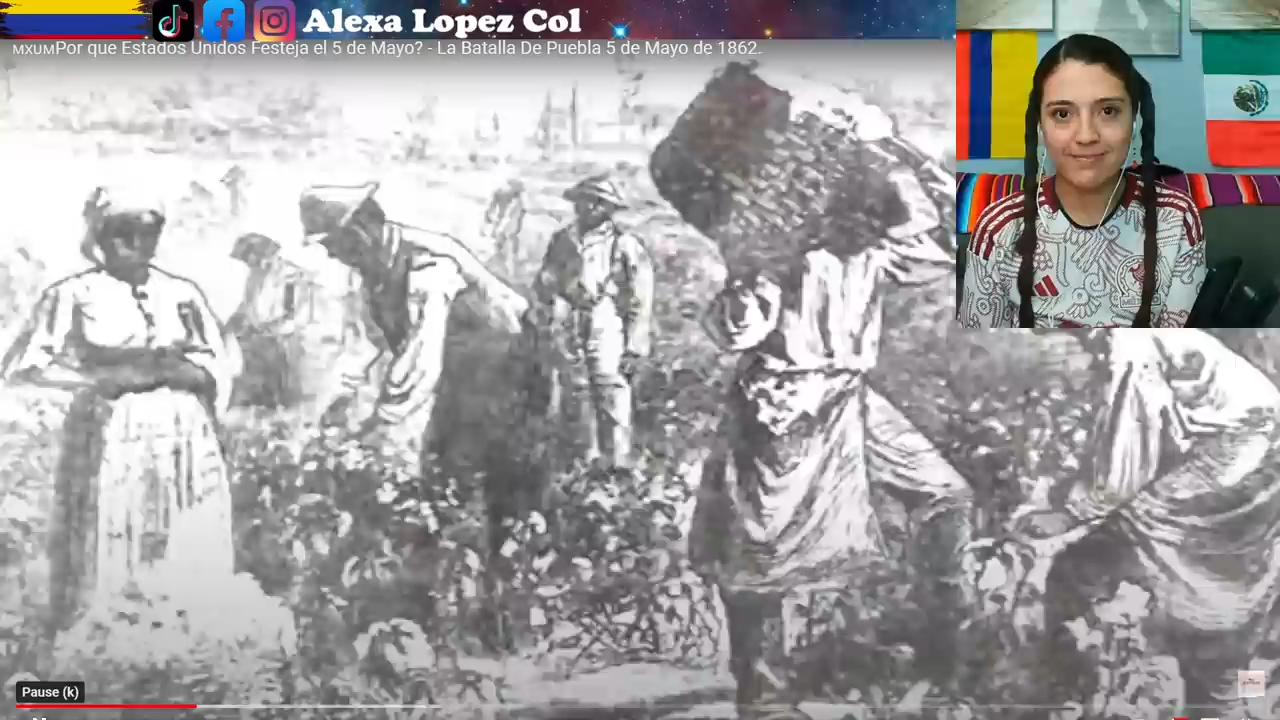 Alexa Lopez Col
MXUMPor que Estados Unidos Festeja el 5 de Mayo? - La Batalla De Puebla 5 de Mayo de 1862.
Pause (k)